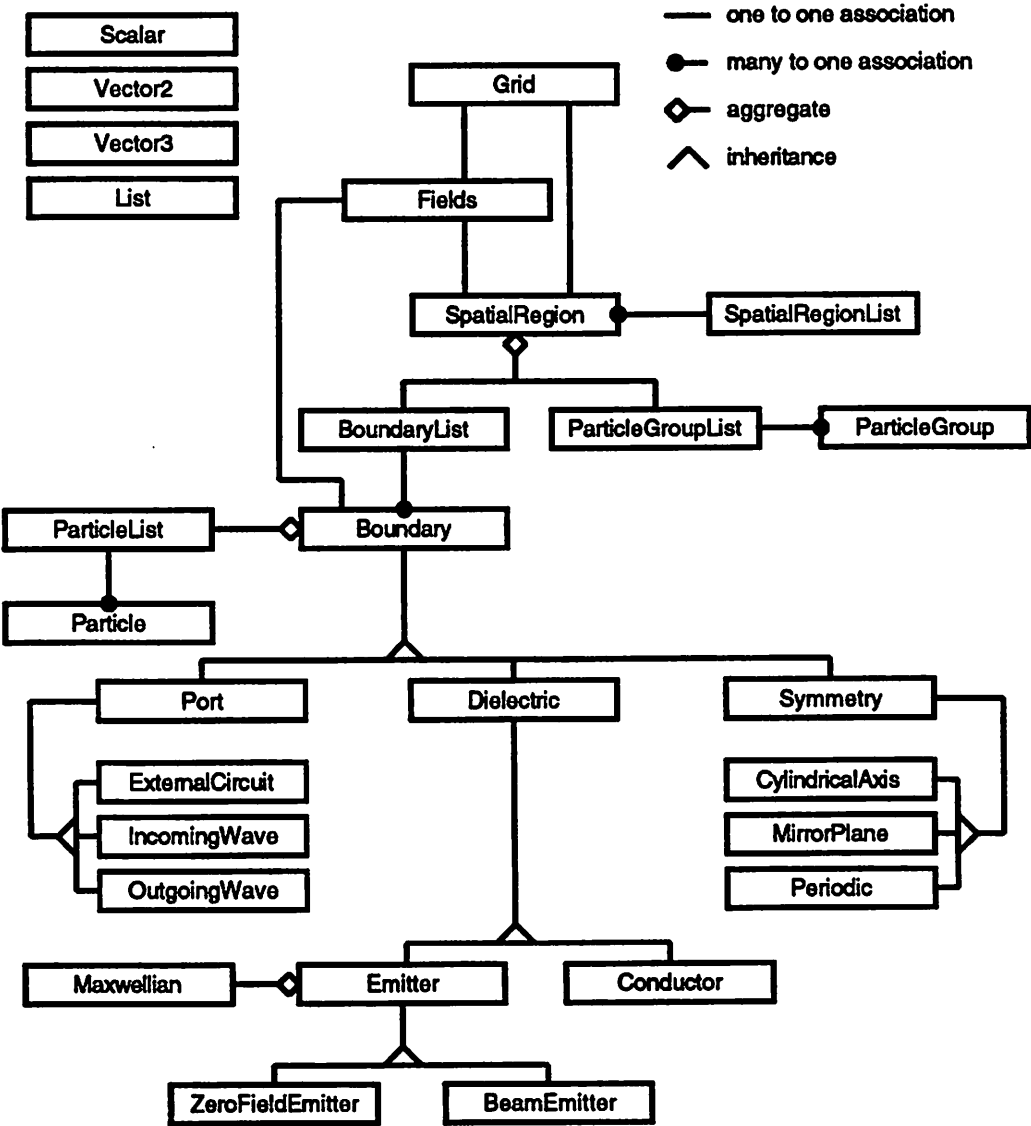 Scalar
Vector2
Vector3
List
one to one association
many to one association
aggregate
inheritance
Grid
Fields
SpatialRegion
SpatialRegionList
BoundaryList
ParticleGroupList
ParticleGroup
ParticleList
Boundary
Particle
Port
Dielectric
Symmetry
ExternalCircuit
IncomingWave
OutgoingWave
CylindricalAxis
MirrorPlane
Periodic
Maxwellian
Emitter
Conductor
ZeroFieldEmitter
BeamEmitter